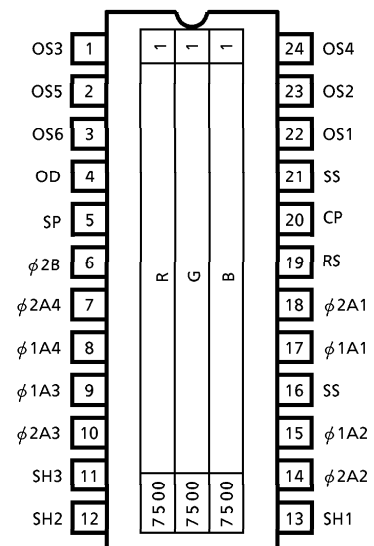 OS3 1 1 1 1 24 OS4
OS5 2 23 OS2
OS6 3 22 OS1
OD 4 21 SS
SP 5 20 CP
ϕ2B 6 R G B 19 RS
ϕ2A4 7 18 ϕ2A1
ϕ1A4 8 17 ϕ1A1
ϕ1A3 9 16 SS
ϕ2A3 10 15 ϕ1A2
SH3 11 14 ϕ2A2
SH2 12 7500 7500 7500 13 SH1